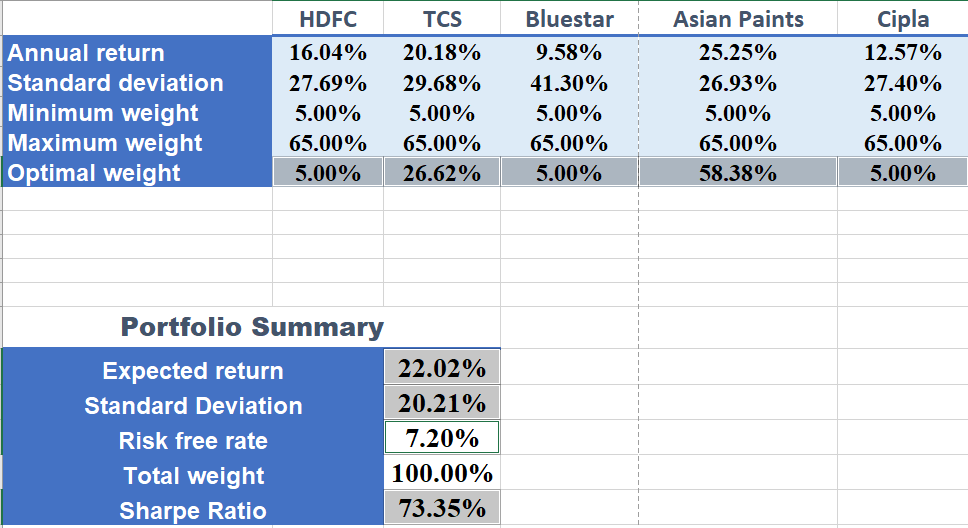 HDFC TCS Bluestar Asian Paints Cipla
Annual return 16.04% 20.18% 9.58% 25.25% 12.57%
Standard deviation 27.69% 29.68% 41.30% 26.93% 27.40%
Minimum weight 5.00% 5.00% 5.00% 5.00% 5.00%
Maximum weight 65.00% 65.00% 65.00% 65.00% 65.00%
Optimal weight 5.00% 26.62% 5.00% 58.38% 5.00%
Portfolio Summary
Expected return 22.02%
Standard Deviation 20.21%
Risk free rate 7.20%
Total weight 100.00%
Sharpe Ratio 73.35%